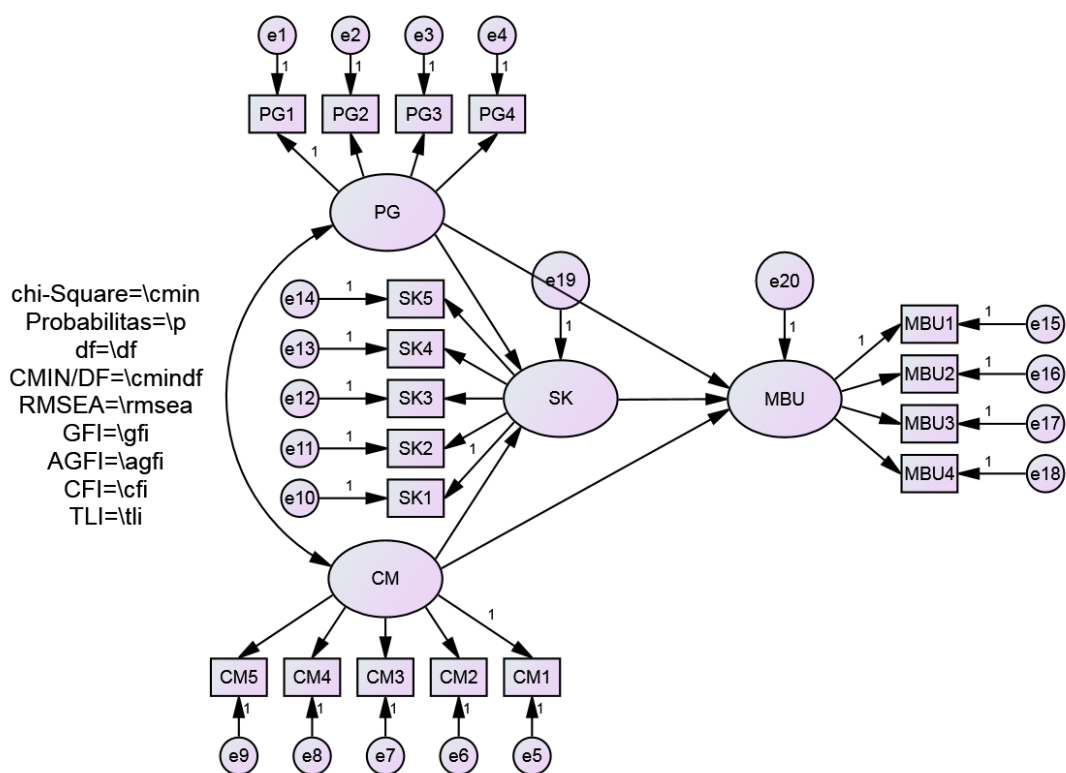 e1 e2 e3 e4
1 1 1 1
PG1 PG2 PG3 PG4
1
PG
e19 e20
chi-Square=\cmin
Probabilitas=\p
df=\df
CMIN/DF=\cmindf
RMSEA=\rmsea
GFI=\gfi
AGFI=\agfi
CFI=\cfi
TLI=\tli
e14 1 SK5
e13 1 SK4
e12 1 SK3
e11 1 SK2
e10 1 SK1
1
1
SK
1
MBU
1
MBU1 1 e15
MBU2 1 e16
MBU3 1 e17
MBU4 1 e18
CM
1
CM5 CM4 CM3 CM2 CM1
1 1 1 1 1
e9 e8 e7 e6 e5